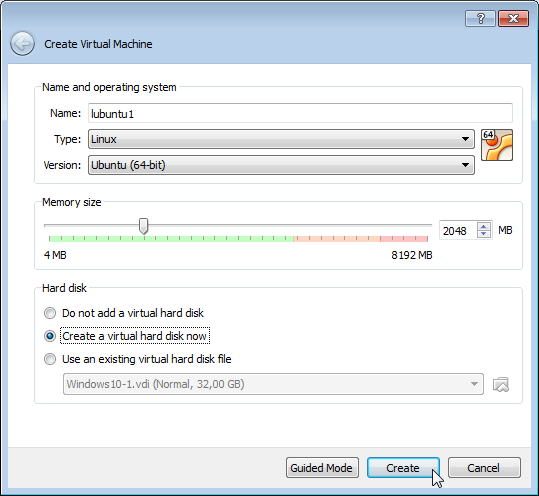 ?
X
Create Virtual Machine
Name and operating system
Name: lubuntu1
Type: Linux
64
Version: Ubuntu (64-bit)
Memory size
2048 MB
4 MB 8192 MB
Hard disk
Do not add a virtual hard disk
Create a virtual hard disk now
Use an existing virtual hard disk file
Windows10-1.vdi (Normal, 32,00 GB)
Guided Mode Create Cancel